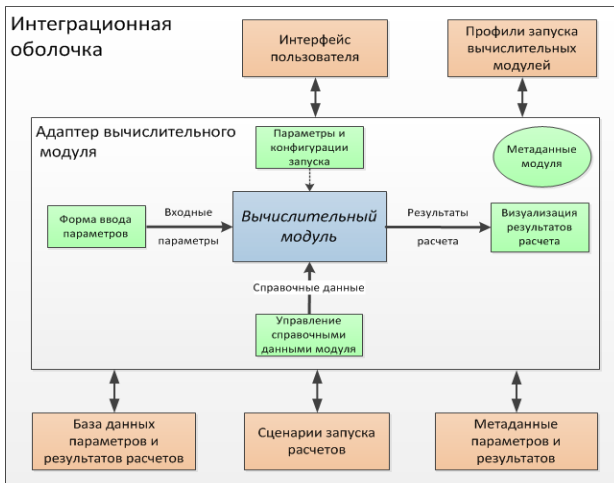 Интеграционная
оболочка
Интерфейс
пользователя
Профили запуска
вычислительных
модулей
Адаптер вычислительного
модуля
Параметры и
конфигурации
запуска
Метаданные
модуля
Форма ввода
параметров
Входные
параметры
Вычислительный
модуль
Результаты
расчета
Визуализация
результатов
расчета
Справочные данные
Управление
справочными
данными модуля
База данных
параметров и
результатов расчетов
Сценарии запуска
расчетов
Метаданные
параметров и
результатов